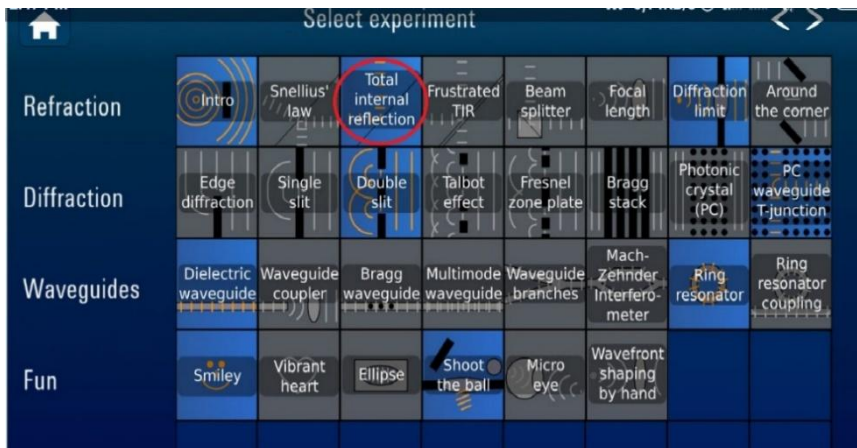 Select experiment
Refraction
Intro
Snellius'
law
Total
internal
reflection
Frustrated
TIR
Beam
splitter
Focal
length
Diffraction
limit
Around
the corner
Diffraction
Edge
diffraction
Single
slit
Double
slit
Talbot
effect
Fresnel
zone plate
Bragg
stack
Photonic
crystal
(PC)
PC
waveguide
T-junction
Waveguides
Dielectric
waveguide
Waveguide
coupler
Bragg
waveguide
Multimode
waveguide
Waveguide
branches
Mach-
Zehnder
Interfero-
meter
Ring
resonator
Ring
resonator
coupling
Fun
Smiley
Vibrant
heart
Ellipse
Shoot
the ball
Micro
eye
Wavefront
shaping
by hand